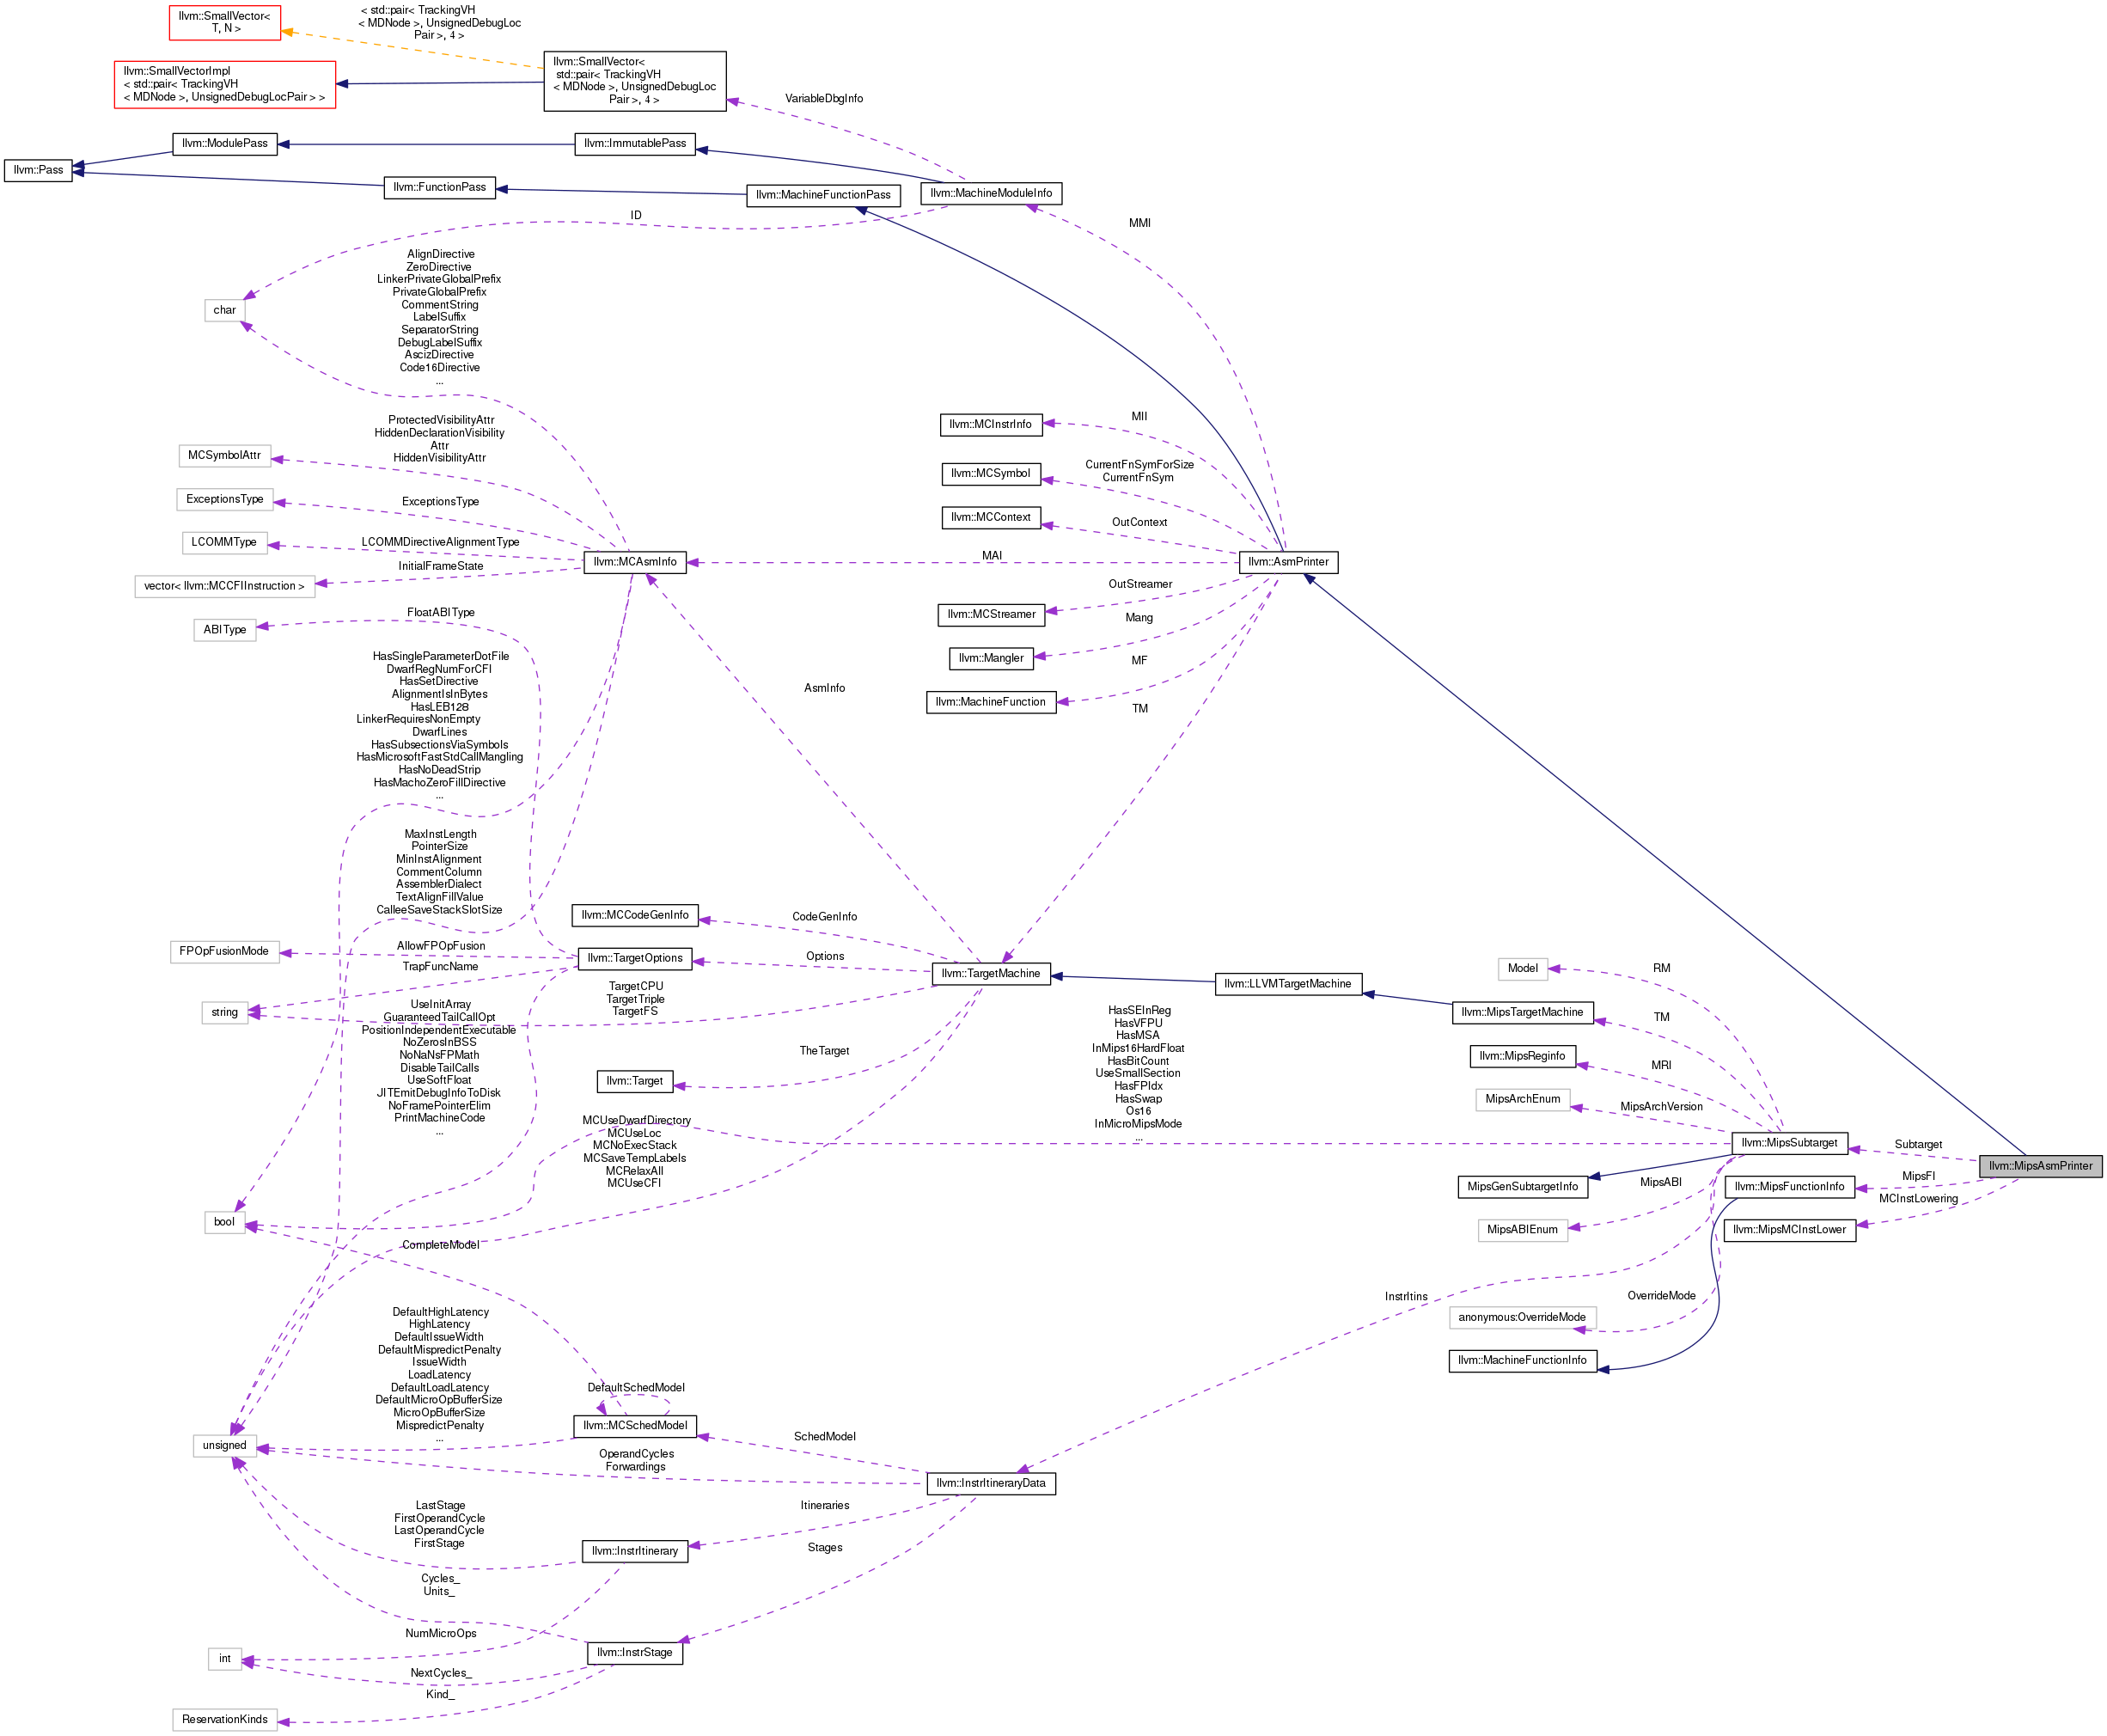 llvm::SmallVector<
T, N >
< std::pair< TrackingVH
< MDNode >, UnsignedDebugLoc
Pair >, 4 >
llvm::SmallVectorImpl
< std::pair< TrackingVH
< MDNode >, UnsignedDebugLocPair > >
llvm::SmallVector<
std::pair< TrackingVH
< MDNode >, UnsignedDebugLoc
Pair >, 4 >
VariableDbgInfo
llvm::Pass
llvm::ModulePass
llvm::ImmutablePass
llvm::FunctionPass
llvm::MachineFunctionPass
llvm::MachineModuleInfo
ID
MMI
char
AlignDirective
ZeroDirective
LinkerPrivateGlobalPrefix
PrivateGlobalPrefix
CommentString
LabelSuffix
SeparatorString
DebugLabelSuffix
AscizDirective
Code16Directive
...
MCSymbolAttr
ProtectedVisibilityAttr
HiddenDeclarationVisibility
Attr
HiddenVisibilityAttr
ExceptionsType
ExceptionsType
LCOMMType
LCOMMDirectiveAlignmentType
vector< llvm::MCCFIInstruction >
InitialFrameState
llvm::MCAsmInfo
llvm::MCInstrInfo
MII
llvm::MCSymbol
CurrentFnSymForSize
CurrentFnSym
llvm::MCContext
OutContext
MAI
llvm::AsmPrinter
llvm::MCStreamer
OutStreamer
llvm::Mangler
Mang
llvm::MachineFunction
MF
TM
ABIType
FloatABIType
AsmInfo
HasSingleParameterDotFile
DwarfRegNumForCFI
HasSetDirective
AlignmentIsInBytes
HasLEB128
LinkerRequiresNonEmpty
DwarfLines
HasSubsectionsViaSymbols
HasMicrosoftFastStdCallMangling
HasNoDeadStrip
HasMachoZeroFillDirective
...
MaxInstLength
PointerSize
MinInstAlignment
CommentColumn
AssemblerDialect
TextAlignFillValue
CalleeSaveStackSlotSize
llvm::MCCodeGenInfo
CodeGenInfo
FPOpFusionMode
AllowFPOpFusion
llvm::TargetOptions
Options
llvm::TargetMachine
llvm::LLVMTargetMachine
llvm::MipsTargetMachine
TrapFuncName
string
TargetCPU
TargetTriple
TargetFS
UseInitArray
GuaranteedTailCallOpt
PositionIndependentExecutable
NoZerosInBSS
NoNaNsFPMath
DisableTailCalls
UseSoftFloat
JITEmitDebugInfoToDisk
NoFramePointerElim
PrintMachineCode
...
llvm::Target
TheTarget
HasSEInReg
HasVFPU
HasMSA
InMips16HardFloat
HasBitCount
UseSmallSection
HasFPIdx
HasSwap
Os16
InMicroMipsMode
...
MCUseDwarfDirectory
MCUseLoc
MCNoExecStack
MCSaveTempLabels
MCRelaxAll
MCUseCFI
Model
RM
TM
llvm::MipsReginfo
MRI
MipsArchEnum
MipsArchVersion
llvm::MipsSubtarget
Subtarget
llvm::MipsAsmPrinter
MipsGenSubtargetInfo
MipsABI
llvm::MipsFunctionInfo
MipsFI
MCInstLowering
MipsABIEnum
llvm::MipsMCInstLower
bool
CompleteModel
InstrItins
anonymous:OverrideMode
OverrideMode
llvm::MachineFunctionInfo
DefaultHighLatency
HighLatency
DefaultIssueWidth
DefaultMispredictPenalty
IssueWidth
LoadLatency
DefaultLoadLatency
DefaultMicroOpBufferSize
MicroOpBufferSize
MispredictPenalty
...
DefaultSchedModel
llvm::MCSchedModel
SchedModel
unsigned
OperandCycles
Forwardings
llvm::InstrItineraryData
LastStage
FirstOperandCycle
LastOperandCycle
FirstStage
llvm::InstrItinerary
Itineraries
Stages
Cycles_
Units_
NumMicroOps
int
llvm::InstrStage
NextCycles_
Kind_
ReservationKinds